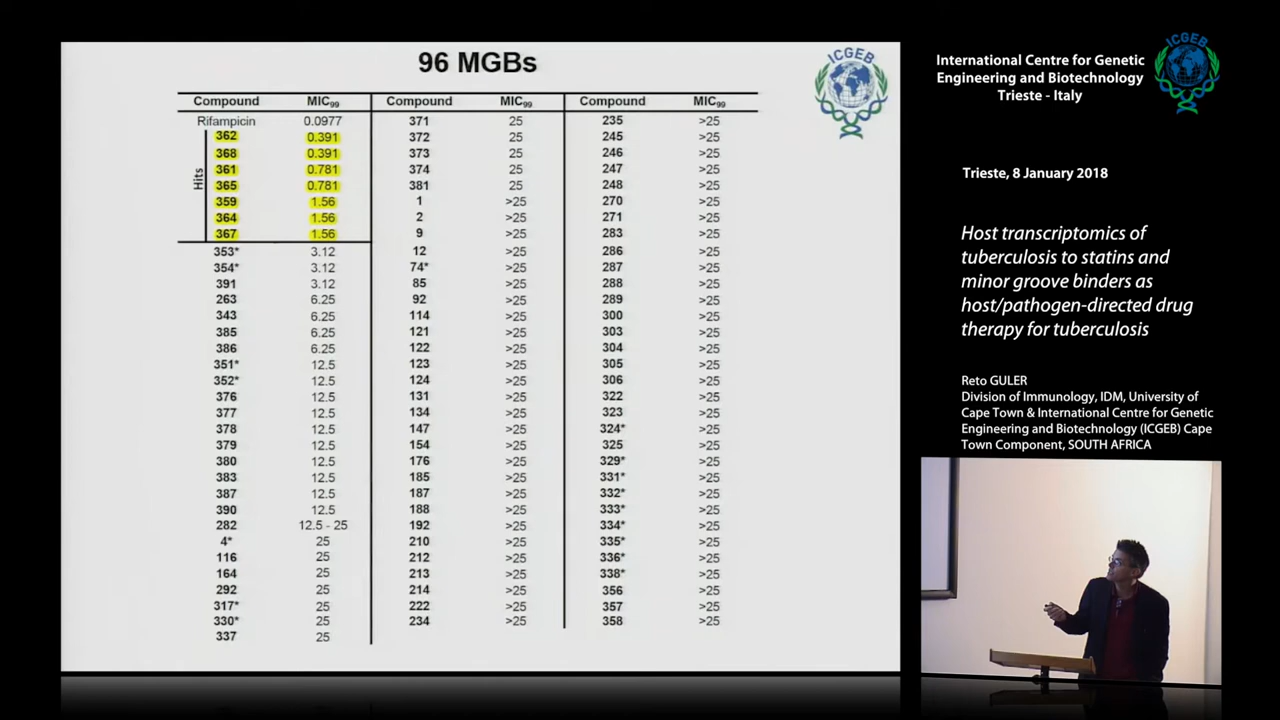 96 MGBs
ICGEB
Compound MIC99 Compound MIC99 Compound MIC99
Rifampicin 0.0977 371 25 235 >25
362 0.391 372 25 245 >25
368 0.391 373 25 246 >25
361 0.781 374 25 247 >25
365 0.781 381 25 248 >25
359 1.56 1 >25 270 >25
364 1.56 2 >25 271 >25
367 1.56 9 >25 283 >25
Hits
353* 3.12 12 >25 286 >25
354* 3.12 74* >25 287 >25
391 3.12 85 >25 288 >25
263 6.25 92 >25 289 >25
343 6.25 114 >25 300 >25
385 6.25 121 >25 303 >25
386 6.25 122 >25 304 >25
351* 12.5 123 >25 305 >25
352* 12.5 124 >25 306 >25
376 12.5 131 >25 322 >25
377 12.5 134 >25 323 >25
378 12.5 147 >25 324* >25
379 12.5 154 >25 325 >25
380 12.5 176 >25 329* >25
383 12.5 185 >25 331* >25
387 12.5 187 >25 332* >25
390 12.5 188 >25 333* >25
282 12.5 - 25 192 >25 334* >25
4* 25 210 >25 335* >25
116 25 212 >25 336* >25
164 25 213 >25 338* >25
292 25 214 >25 356 >25
317* 25 222 >25 357 >25
330* 25 234 >25 358 >25
337 25
International Centre for Genetic
Engineering and Biotechnology
Trieste - Italy
ICGEB
Trieste, 8 January 2018
Host transcriptomics of
tuberculosis to statins and
minor groove binders as
host/pathogen-directed drug
therapy for tuberculosis
Reto GULER
Division of Immunology, IDM, University of
Cape Town & International Centre for Genetic
Engineering and Biotechnology (ICGEB) Cape
Town Component, SOUTH AFRICA